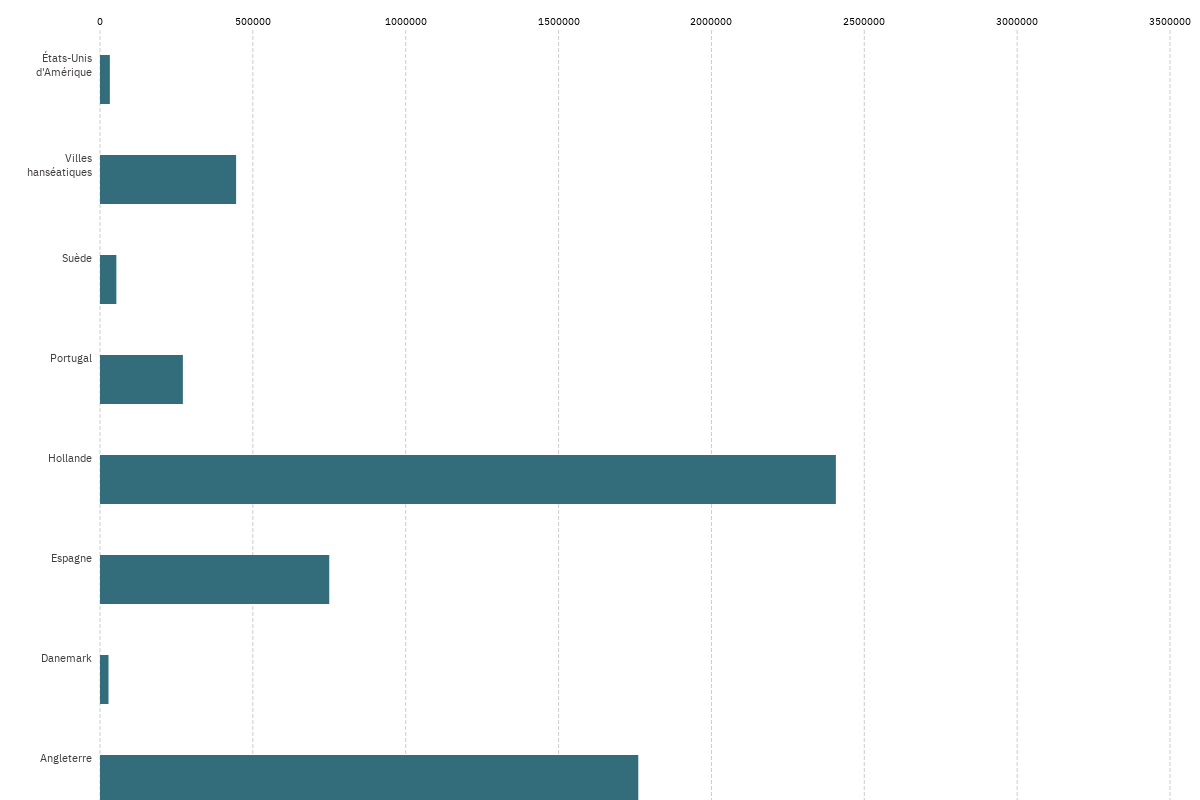 0 500000 1000000 1500000 2000000 2500000 3000000 3500000
États-Unis
d'Amérique
Villes
hanséatiques
Suède
Portugal
Hollande
Espagne
Danemark
Angleterre